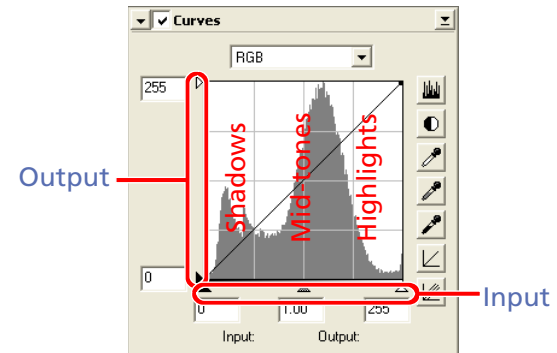 Curves
RGB
255
Output
Shadows
Mid-tones
Highlights
0
Input
0 1.00 255
Input: Output: